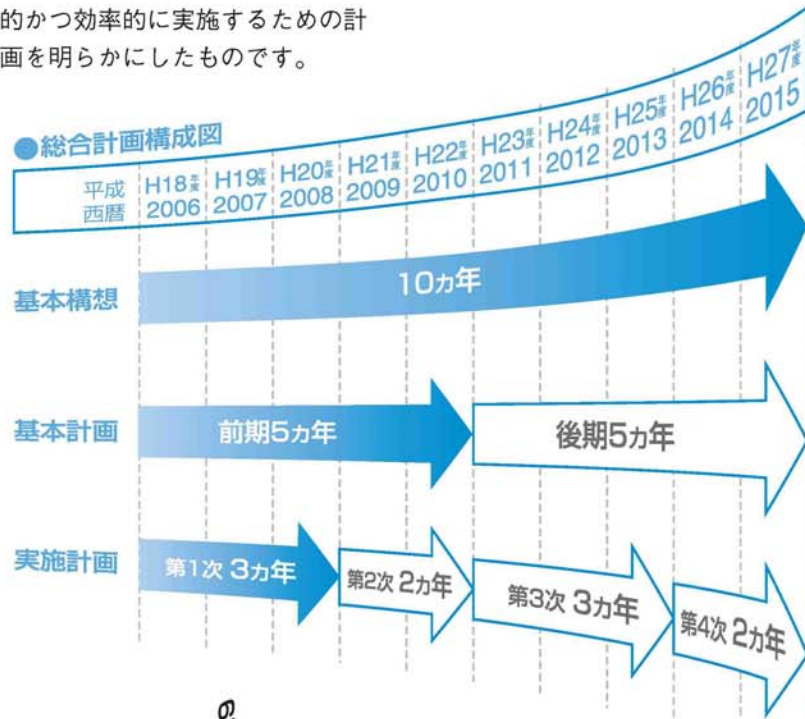 的かつ効率的に実施するための計
画を明らかにしたものです。
●総合計画構成図
平成 H18年度 H19年度 H20年度 H21年度 H22年度 H23年度 H24年度 H25年度 H26年度 H27年度
西暦 2006 2007 2008 2009 2010 2011 2012 2013 2014 2015
基本構想 10ヵ年
基本計画 前期5ヵ年 後期5ヵ年
実施計画 第1次 3ヵ年 第2次 2ヵ年 第3次 3ヵ年 第4次 2ヵ年